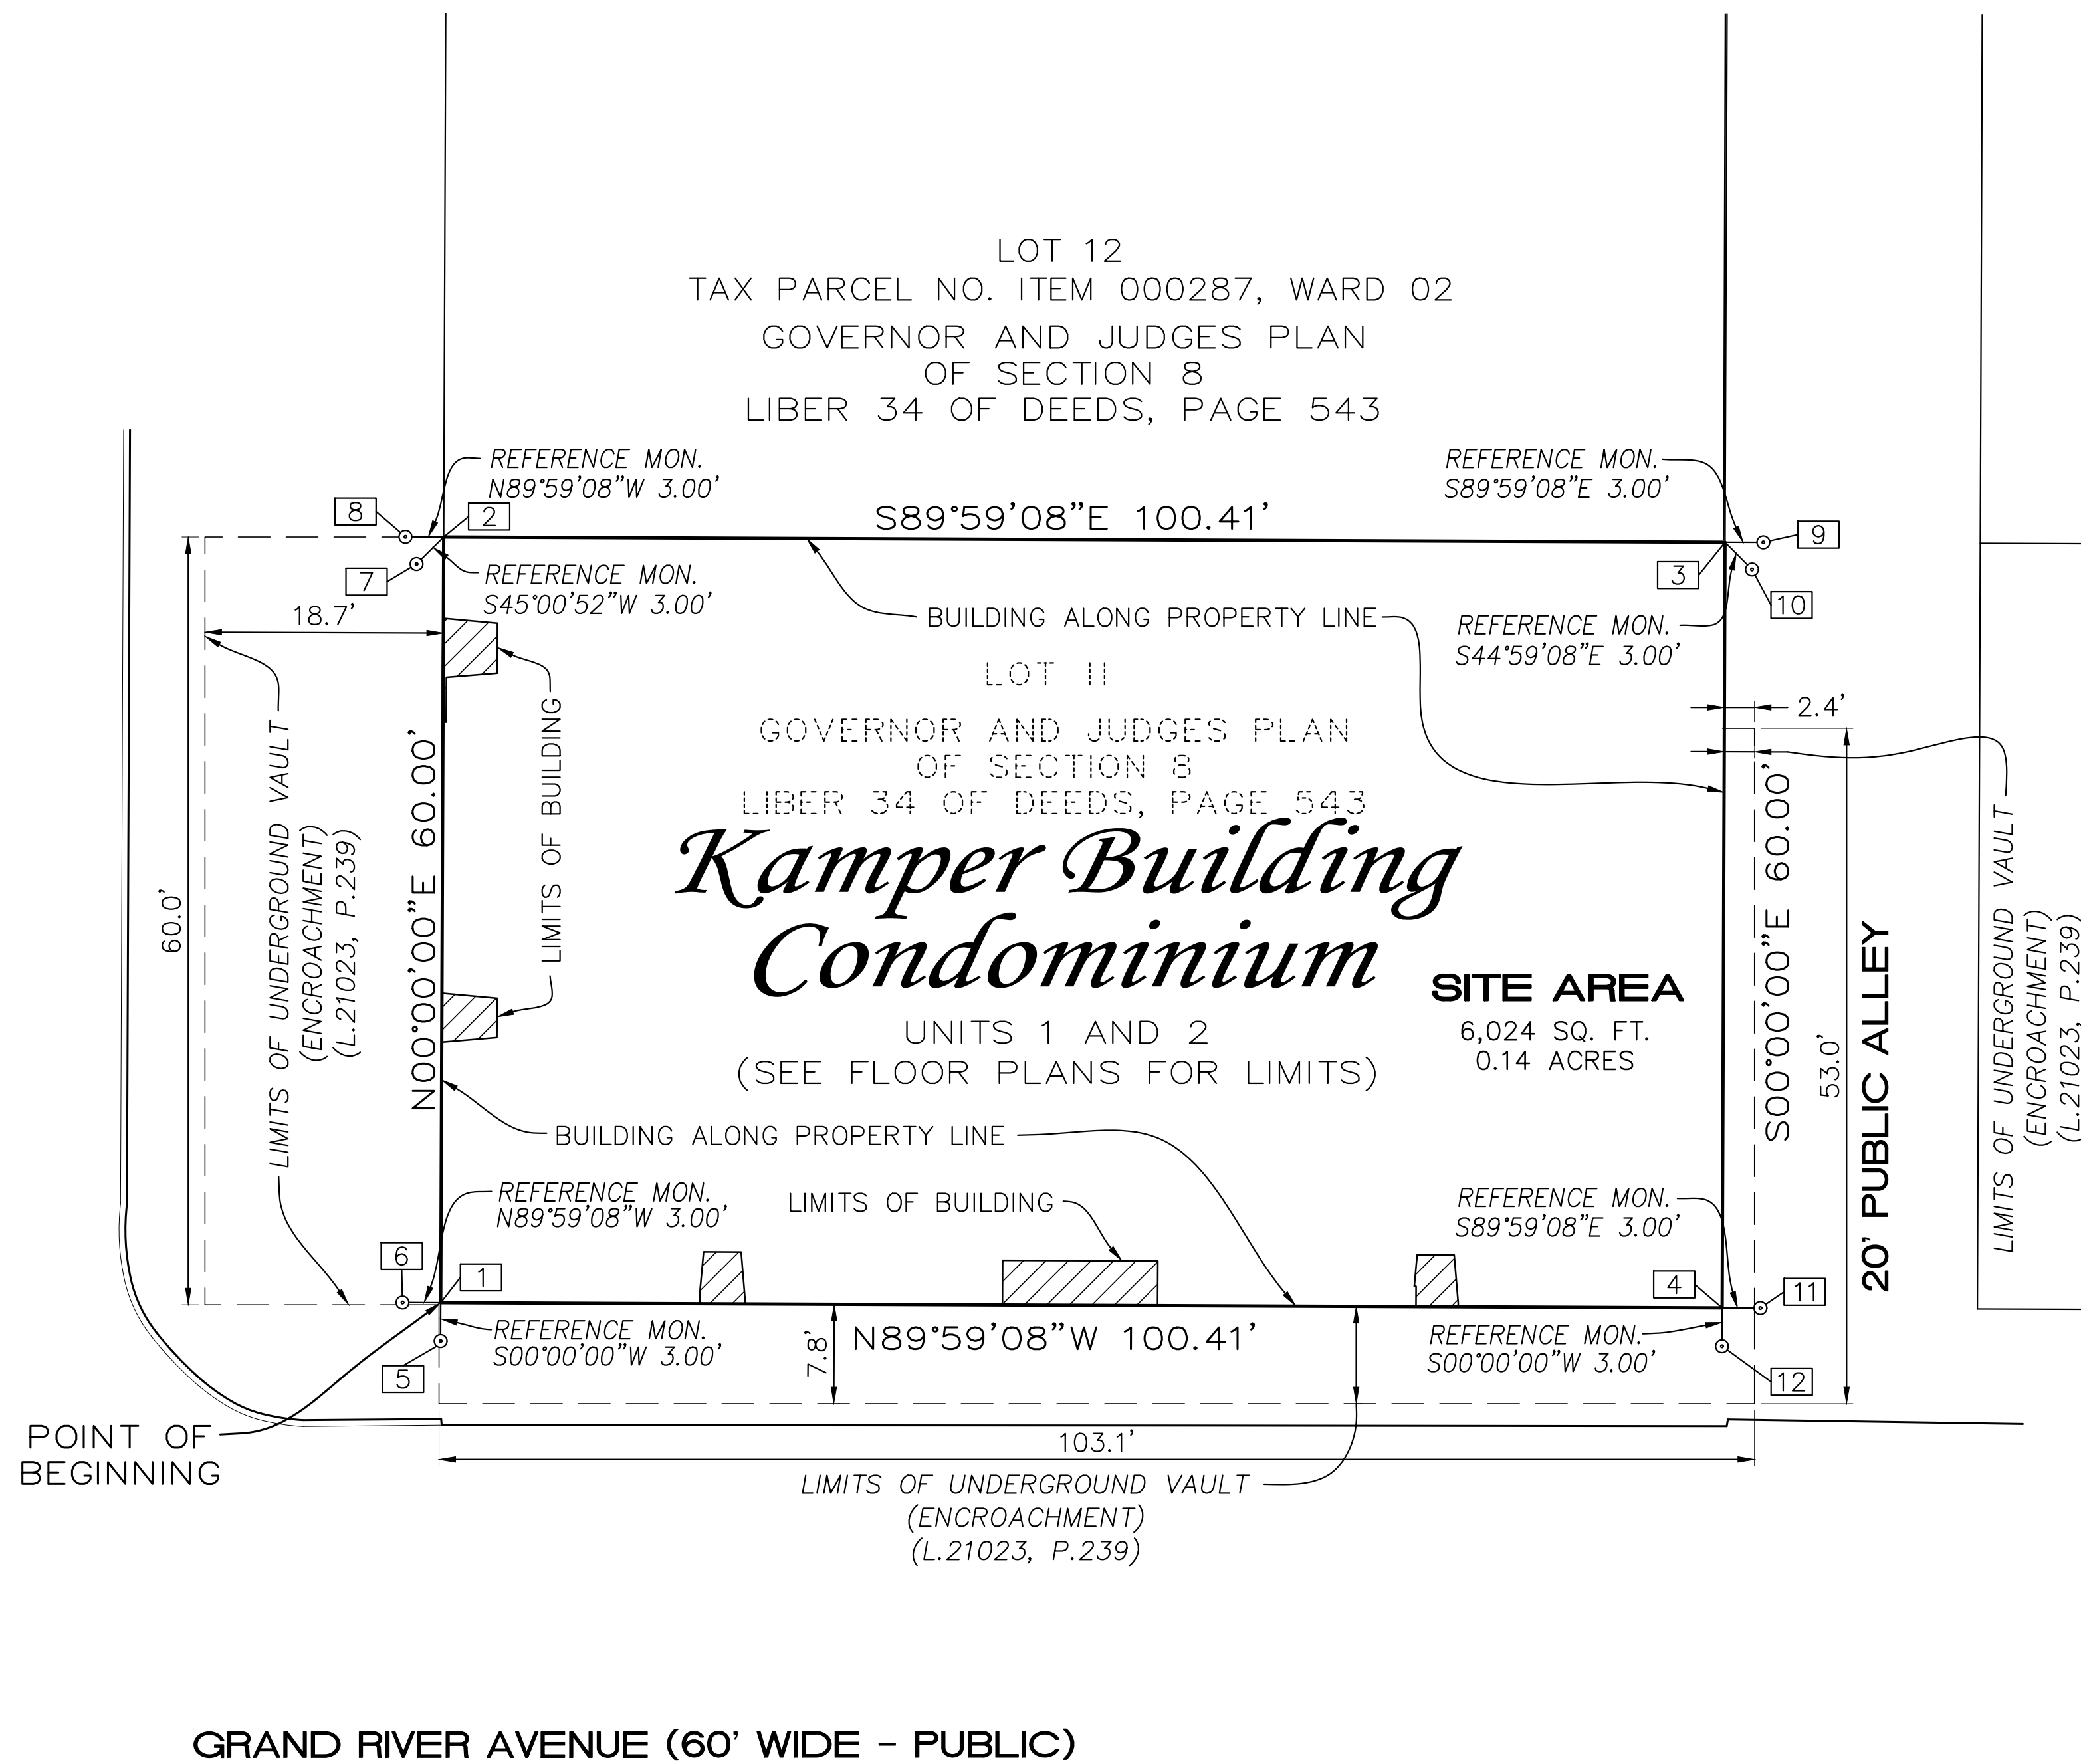 LOT 12
TAX PARCEL NO. ITEM 000287, WARD 02
GOVERNOR AND JUDGES PLAN
OF SECTION 8
LIBER 34 OF DEEDS, PAGE 543
REFERENCE MON.
N89°59'08"W 3.00'
REFERENCE MON.
S89°59'08"E 3.00'
8
2
S89°59'08"E 100.41'
9
7
REFERENCE MON.
S45°00'52"W 3.00'
3
10
18.7'
BUILDING ALONG PROPERTY LINE
REFERENCE MON.
S44°59'08"E 3.00'
LOT 11
GOVERNOR AND JUDGES PLAN
OF SECTION 8
LIBER 34 OF DEEDS, PAGE 543
2.4'
60.0'
LIMITS OF UNDERGROUND VAULT
(ENCROACHMENT)
(L.21023, P.239)
N00°00'00"E 60.00'
LIMITS OF BUILDING
Kamper Building
Condominium
UNITS 1 AND 2
(SEE FLOOR PLANS FOR LIMITS)
SITE AREA
6,024 SQ. FT.
0.14 ACRES
S00°00'00"E 60.00'
53.0'
20' PUBLIC ALLEY
LIMITS OF UNDERGROUND VAULT
(ENCROACHMENT)
(L.21023, P.239)
BUILDING ALONG PROPERTY LINE
REFERENCE MON.
N89°59'08"W 3.00'
LIMITS OF BUILDING
REFERENCE MON.
S89°59'08"E 3.00'
6
1
4
11
REFERENCE MON.
S00°00'00"W 3.00'
7.8'
N89°59'08"W 100.41'
REFERENCE MON.
S00°00'00"W 3.00'
5
12
POINT OF
BEGINNING
103.1'
LIMITS OF UNDERGROUND VAULT
(ENCROACHMENT)
(L.21023, P.239)
GRAND RIVER AVENUE (60' WIDE - PUBLIC)